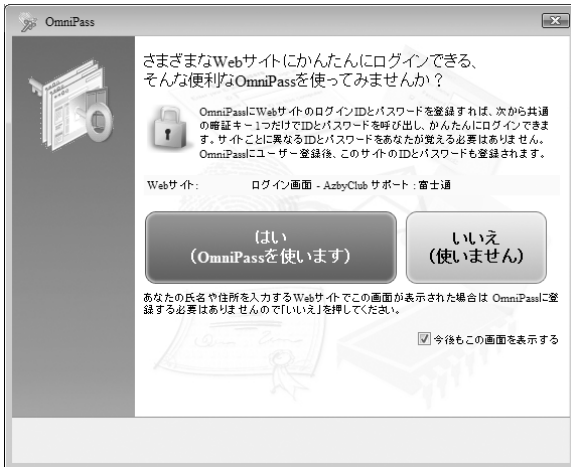 OmniPass
さまざまなWebサイトにかんたんにログインできる、
そんな便利なOmniPassを使ってみませんか？
OmniPassにWebサイトのログインIDとパスワードを登録すれば、次から共通
の暗証キー1つだけでIDとパスワードを呼び出し、かんたんにログインできま
す。サイトごとに異なるIDとパスワードをあなたが覚える必要はありません。
OmniPassにユーザー登録後、このサイトのIDとパスワードも登録されます。
Webサイト: ログイン画面 - AzbyClub サポート : 富士通
はい
（OmniPassを使います）
いいえ
（使いません）
あなたの氏名や住所を入力するWebサイトでこの画面が表示された場合は OmniPassに登
録する必要はありませんので「いいえ」を押してください。
今後もこの画面を表示する